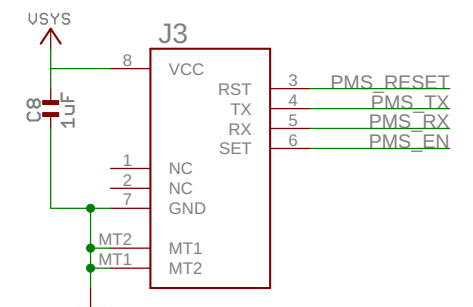 VSYS
J3
8
VCC
C8
1uF
RST
3
PMS_RESET
TX
4
PMS_TX
RX
5
PMS_RX
SET
6
PMS_EN
1
NC
2
NC
7
GND
MT2
MT1
MT1
MT2